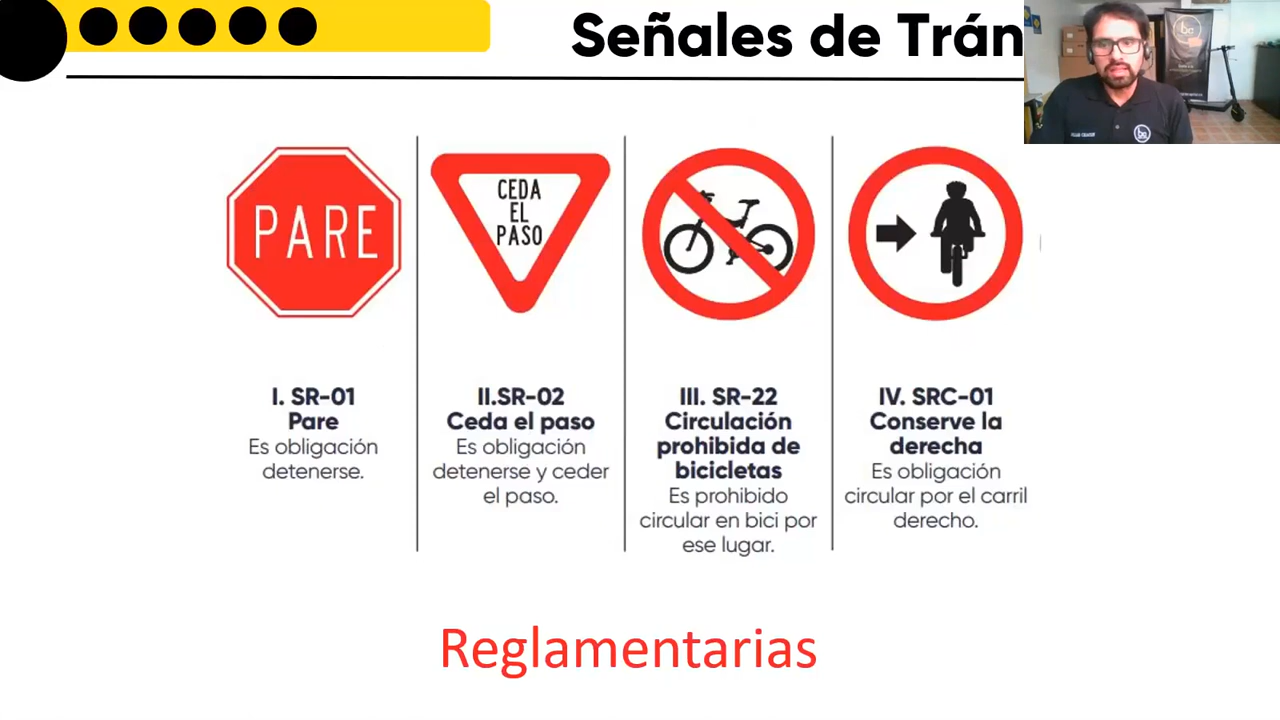 Señales de Trán
PARE
CEDA
EL
PASO
I. SR-01
Pare
Es obligación
detenerse.
II.SR-02
Ceda el paso
Es obligación
detenerse y ceder
el paso.
III. SR-22
Circulación
prohibida de
bicicletas
Es prohibido
circular en bici por
ese lugar.
IV. SRC-01
Conserve la
derecha
Es obligación
circular por el carril
derecho.
Reglamentarias